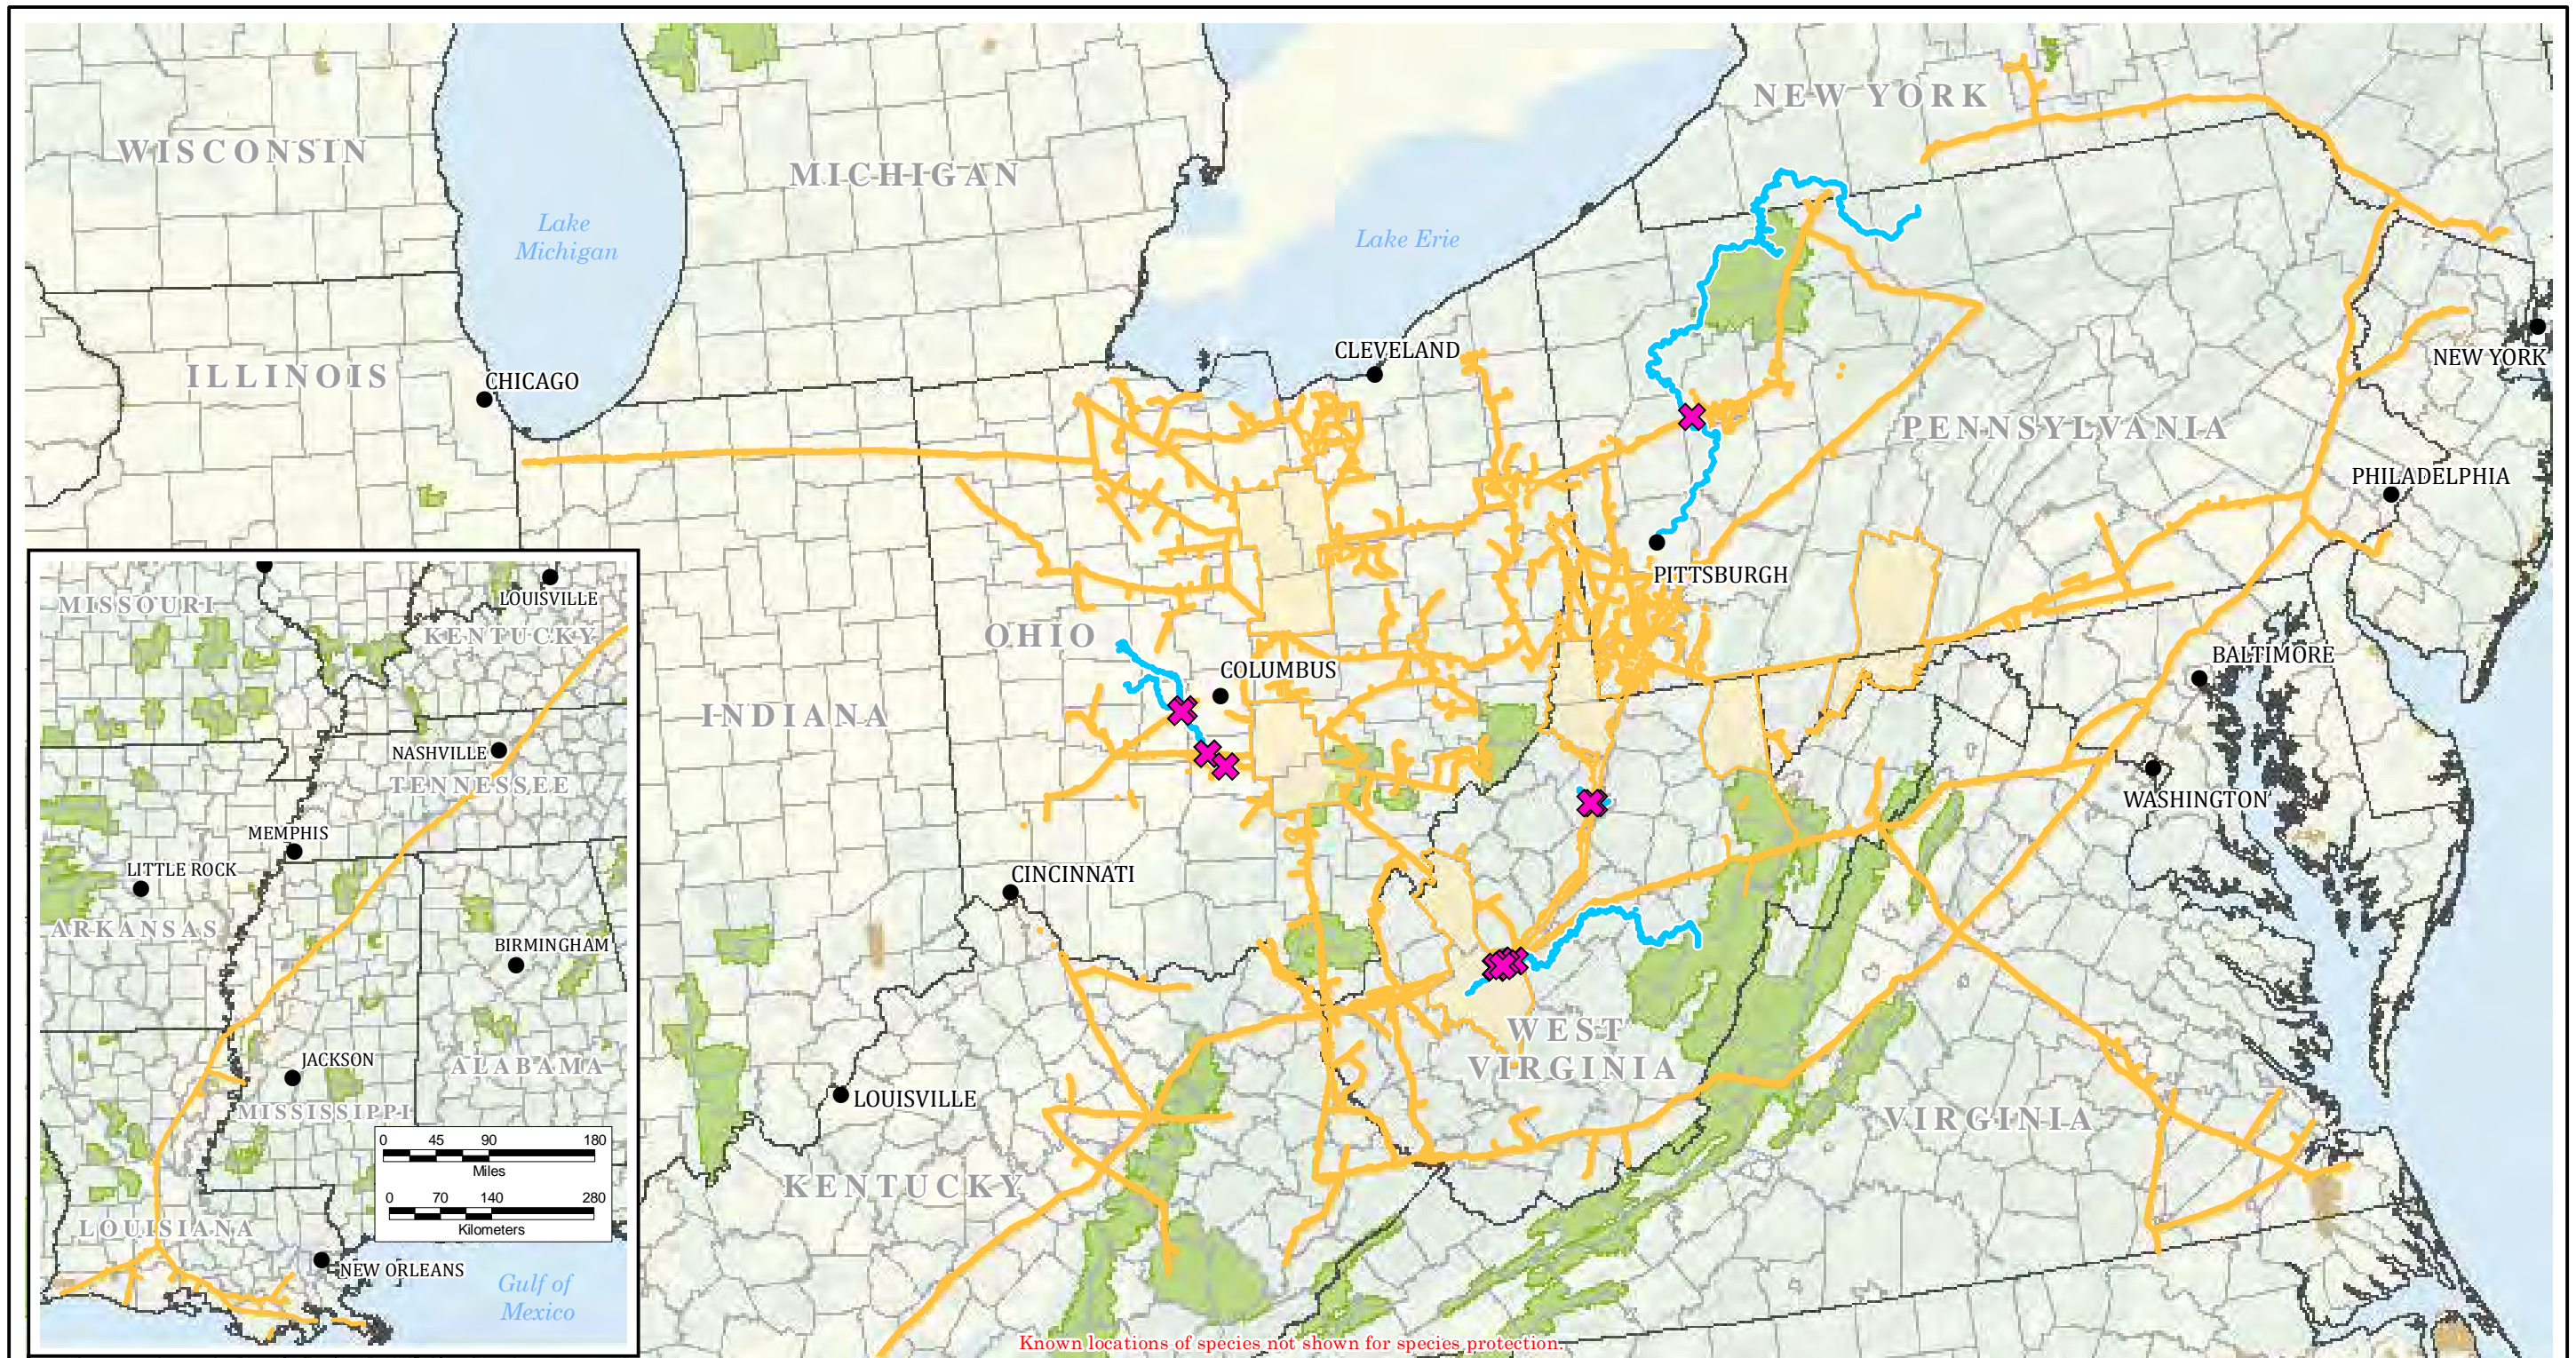 NEW YORK
WISCONSIN
MICHIGAN
Lake
Michigan
Lake Erie
CLEVELAND
NEW YORK
ILLINOIS
CHICAGO
PENNSYLVANIA
PHILADELPHIA
PITTSBURGH
OHIO
COLUMBUS
BALTIMORE
INDIANA
WASHINGTON
CINCINNATI
WEST
VIRGINIA
LOUISVILLE
VIRGINIA
KENTUCKY
Known locations of species not shown for species protection.
MISSOURI
LOUISVILLE
KENTUCKY
NASHVILLE
TENNESSEE
MEMPHIS
LITTLE ROCK
ARKANSAS
BIRMINGHAM
JACKSON
ALABAMA
MISSISSIPPI
0 45 90 180
Miles
0 70 140 280
Kilometers
LOUISIANA
NEW ORLEANS
Gulf of
Mexico